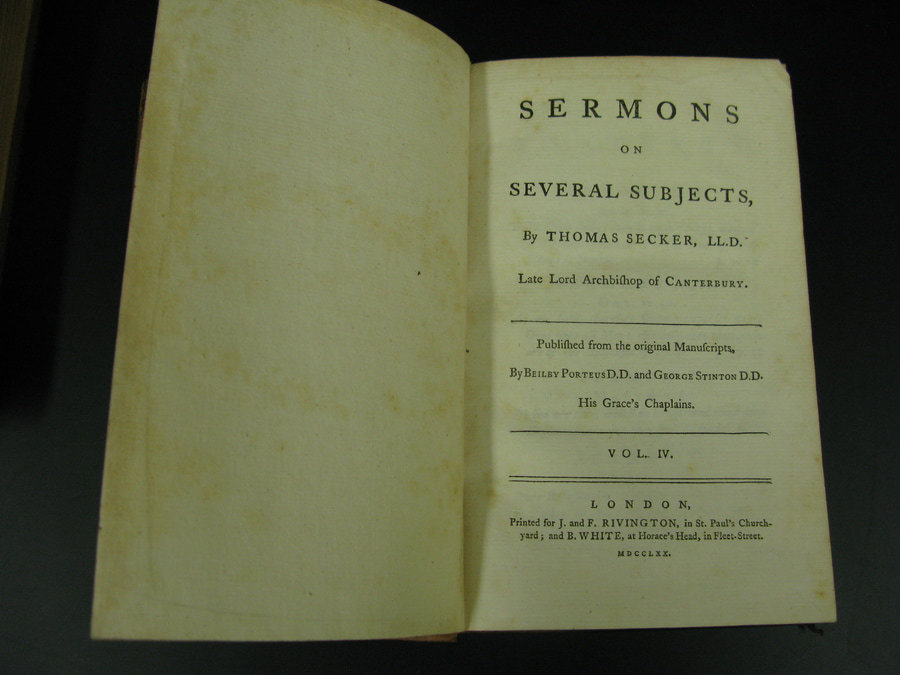 SERMONS
ON
SEVERAL SUBJECTS,
By THOMAS SECKER, LL.D.
Late Lord Archbiſhop of CANTERBURY.
Publiſhed from the original Manuſcripts,
By BEILBY PORTEUS D.D. and GEORGE STINTON D.D.
His Grace's Chaplains.
VOL. IV.
LONDON,
Printed for J. and F. RIVINGTON, in St. Paul's Church-
yard; and B. WHITE, at Horace's Head, in Fleet-Street.
MDCCLXX.